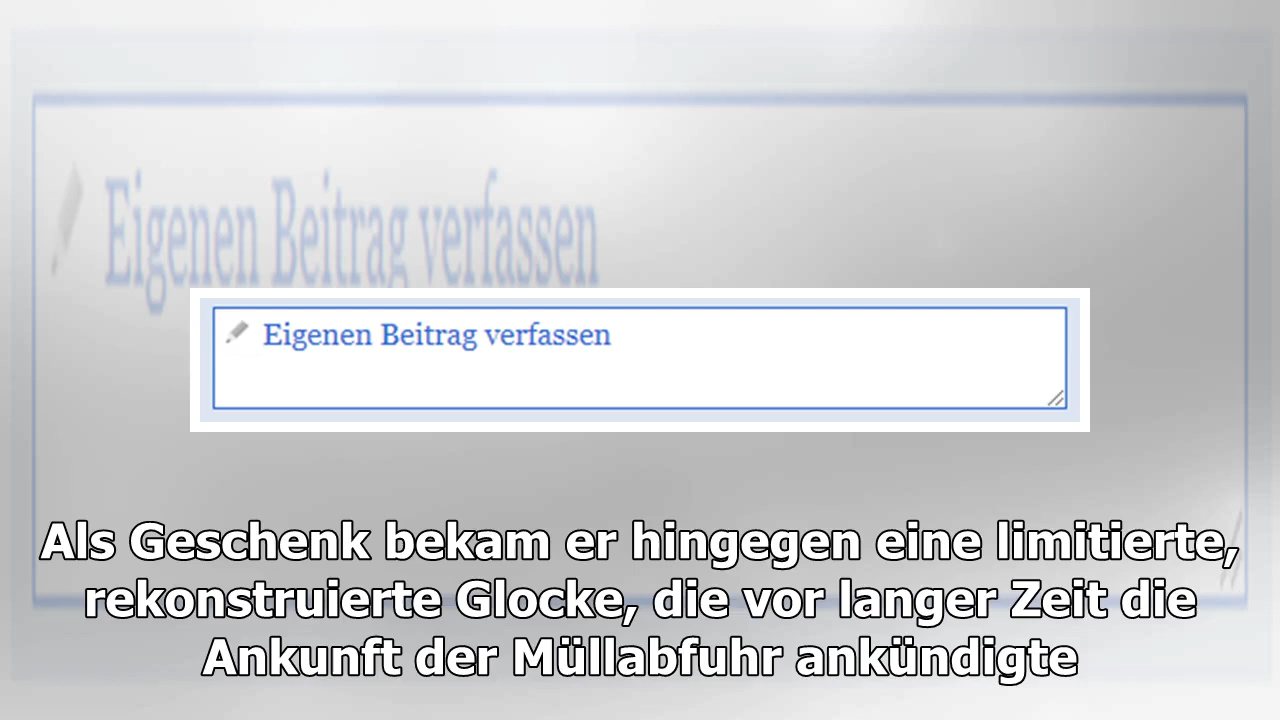 Eigenen Beitrag verfassen
Eigenen Beitrag verfassen
Als Geschenk bekam er hingegen eine limitierte,
rekonstruierte Glocke, die vor langer Zeit die
Ankunft der Müllabfuhr ankündigte